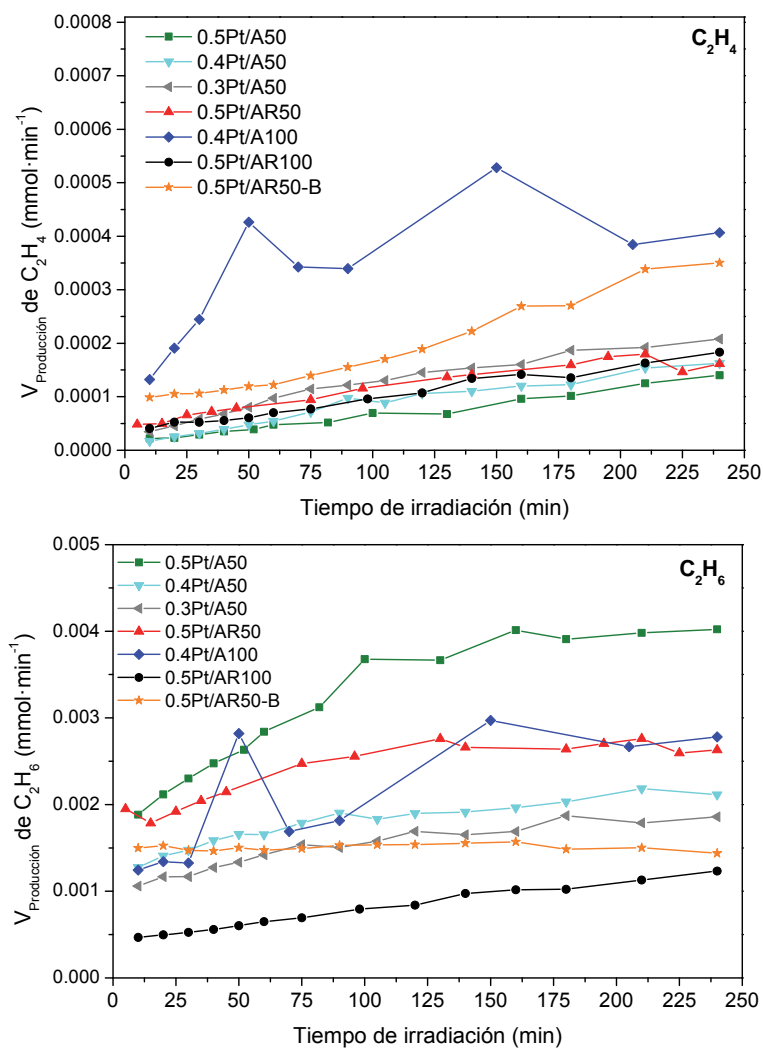 0.0008
0.0007
0.0006
0.0005
0.0004
0.0003
0.0002
0.0001
0.0000
V Producción de C2H4 (mmol·min-1)
0.5Pt/A50
0.4Pt/A50
0.3Pt/A50
0.5Pt/AR50
0.4Pt/A100
0.5Pt/AR100
0.5Pt/AR50-B
C2H4
0 25 50 75 100 125 150 175 200 225 250
Tiempo de irradiación (min)
0.005
0.004
0.003
0.002
0.001
0.000
V Producción de C2H6 (mmol·min-1)
0.5Pt/A50
0.4Pt/A50
0.3Pt/A50
0.5Pt/AR50
0.4Pt/A100
0.5Pt/AR100
0.5Pt/AR50-B
C2H6
0 25 50 75 100 125 150 175 200 225 250
Tiempo de irradiación (min)